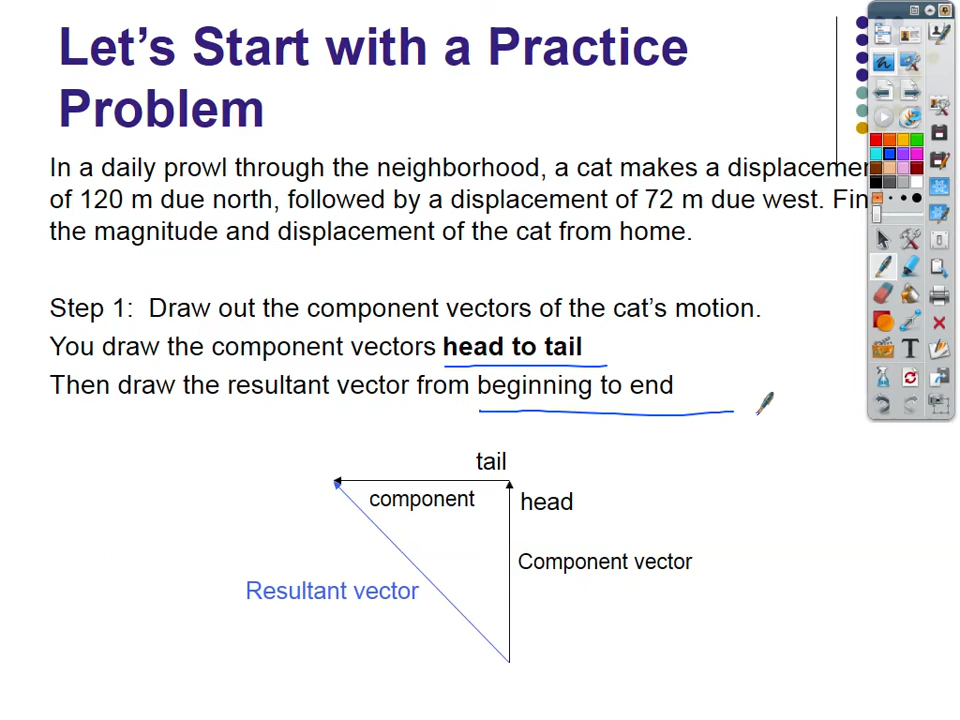 Let's Start with a Practice
Problem
In a daily prowl through the neighborhood, a cat makes a
of 120 m due north, followed by a displacement of 72 m due west.
the magnitude and displacement of the cat from home.
Step 1: Draw out the component vectors of the cat's motion.
You draw the component vectors head to tail
Then draw the resultant vector from beginning to end
tail
component
head
Component vector
Resultant vector
T